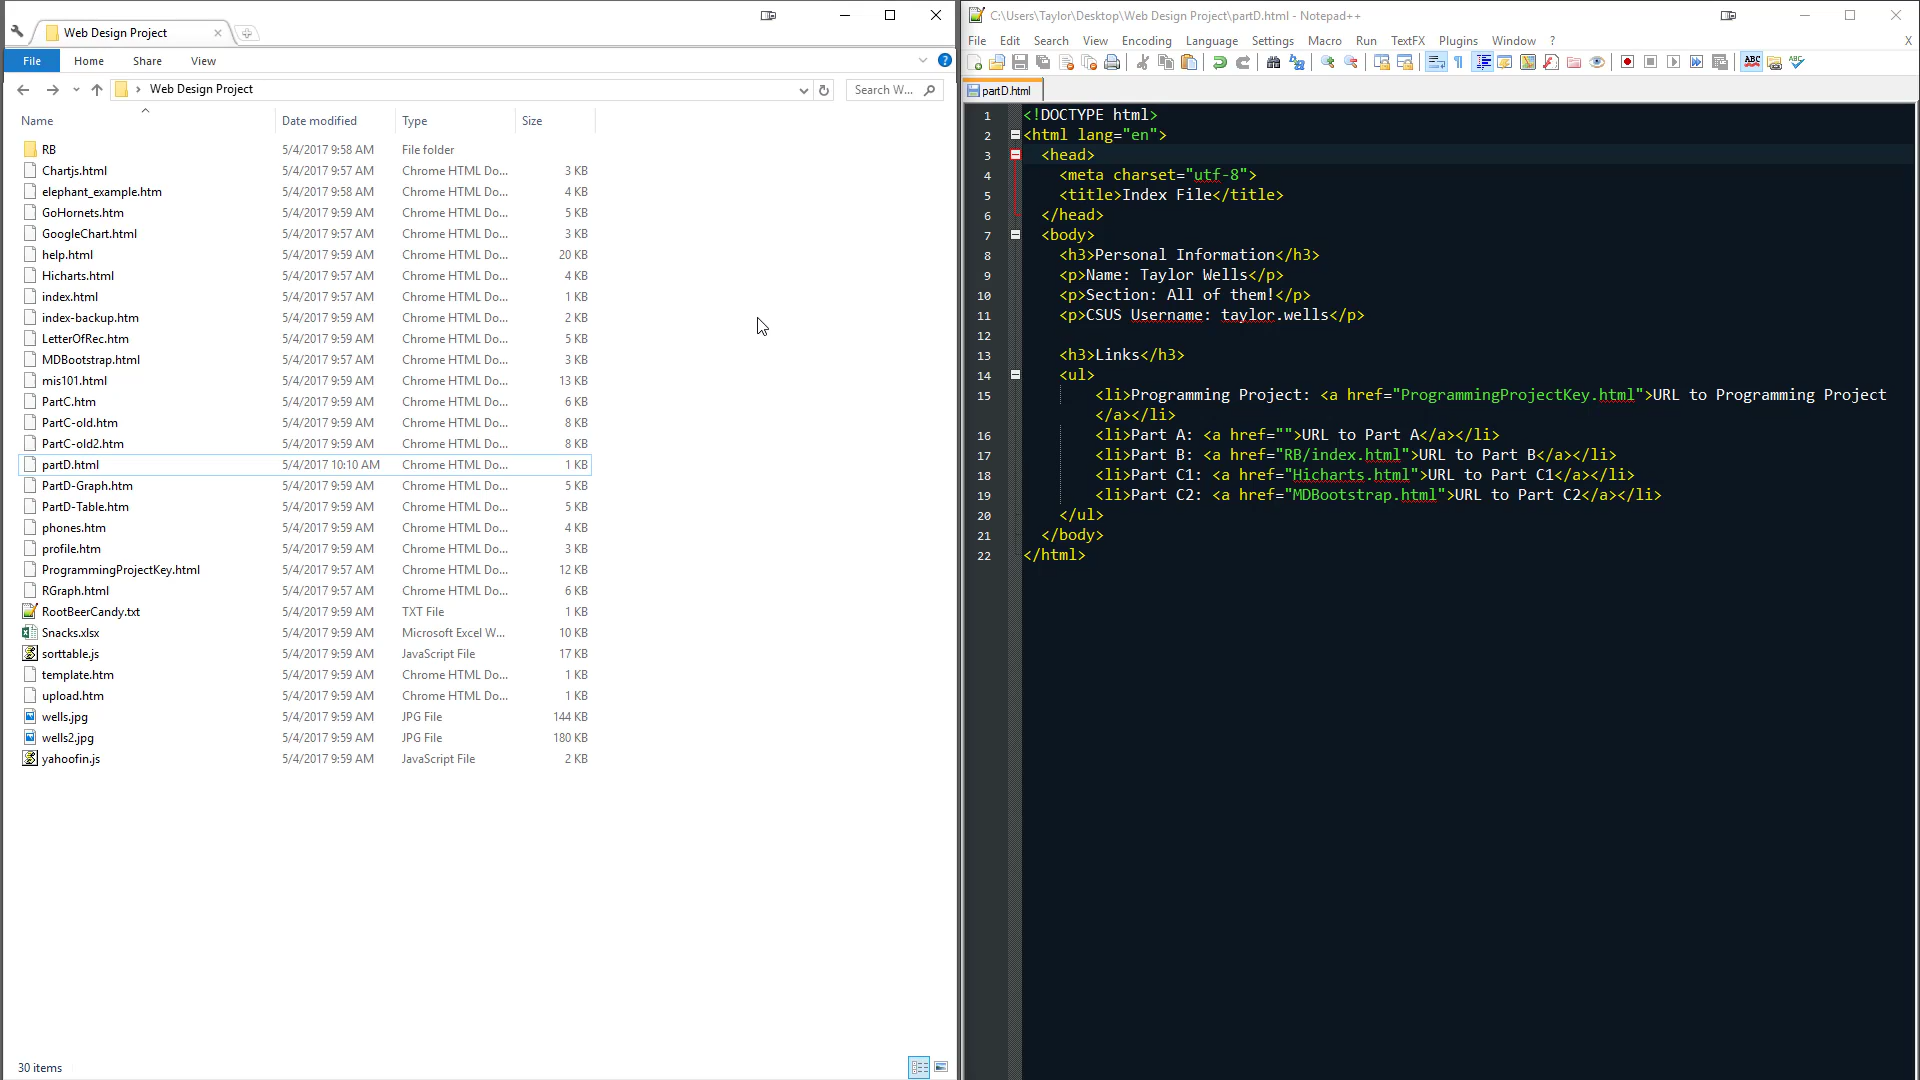 Web Design Project
File Home Share View
Web Design Project
Search W...
Name Date modified Type Size
RB 5/4/2017 9:58 AM File folder
Chartjs.html 5/4/2017 9:57 AM Chrome HTML Do... 3 KB
elephant_example.htm 5/4/2017 9:58 AM Chrome HTML Do... 4 KB
GoHornets.htm 5/4/2017 9:59 AM Chrome HTML Do... 5 KB
GoogleChart.html 5/4/2017 9:57 AM Chrome HTML Do... 3 KB
help.html 5/4/2017 9:59 AM Chrome HTML Do... 20 KB
Hicharts.html 5/4/2017 9:57 AM Chrome HTML Do... 4 KB
index.html 5/4/2017 9:57 AM Chrome HTML Do... 1 KB
index-backup.htm 5/4/2017 9:59 AM Chrome HTML Do... 2 KB
LetterOfRec.htm 5/4/2017 9:59 AM Chrome HTML Do... 5 KB
MDBootstrap.html 5/4/2017 9:57 AM Chrome HTML Do... 3 KB
mis101.html 5/4/2017 9:59 AM Chrome HTML Do... 13 KB
PartC.htm 5/4/2017 9:59 AM Chrome HTML Do... 6 KB
PartC-old.htm 5/4/2017 9:59 AM Chrome HTML Do... 8 KB
PartC-old2.htm 5/4/2017 9:59 AM Chrome HTML Do... 8 KB
partD.html 5/4/2017 10:10 AM Chrome HTML Do... 1 KB
PartD-Graph.htm 5/4/2017 9:59 AM Chrome HTML Do... 5 KB
PartD-Table.htm 5/4/2017 9:59 AM Chrome HTML Do... 5 KB
phones.htm 5/4/2017 9:59 AM Chrome HTML Do... 4 KB
profile.htm 5/4/2017 9:59 AM Chrome HTML Do... 3 KB
ProgrammingProjectKey.html 5/4/2017 9:57 AM Chrome HTML Do... 12 KB
RGraph.html 5/4/2017 9:57 AM Chrome HTML Do... 6 KB
RootBeerCandy.txt 5/4/2017 9:59 AM TXT File 1 KB
Snacks.xlsx 5/4/2017 9:59 AM Microsoft Excel W... 10 KB
sorttable.js 5/4/2017 9:59 AM JavaScript File 17 KB
template.htm 5/4/2017 9:59 AM Chrome HTML Do... 1 KB
upload.htm 5/4/2017 9:59 AM Chrome HTML Do... 1 KB
wells.jpg 5/4/2017 9:59 AM JPG File 144 KB
wells2.jpg 5/4/2017 9:59 AM JPG File 180 KB
yahoofin.js 5/4/2017 9:59 AM JavaScript File 2 KB
30 items
C:\Users\Taylor\Desktop\Web Design Project\partD.html - Notepad++
File Edit Search View Encoding Language Settings Macro Run TextFX Plugins Window ? X
partD.html
1 <!DOCTYPE html>
2 <html lang="en">
3 <head>
4 <meta charset="utf-8">
5 <title>Index File</title>
6 </head>
7 <body>
8 <h3>Personal Information</h3>
9 <p>Name: Taylor Wells</p>
10 <p>Section: All of them!</p>
11 <p>CSUS Username: taylor.wells</p>
12
13 <h3>Links</h3>
14 <ul>
15 <li>Programming Project: <a href="ProgrammingProjectKey.html">URL to Programming Project
</a></li>
16 <li>Part A: <a href="">URL to Part A</a></li>
17 <li>Part B: <a href="RB/index.html">URL to Part B</a></li>
18 <li>Part C1: <a href="Hicharts.html">URL to Part C1</a></li>
19 <li>Part C2: <a href="MDBootstrap.html">URL to Part C2</a></li>
20 </ul>
21 </body>
22 </html>